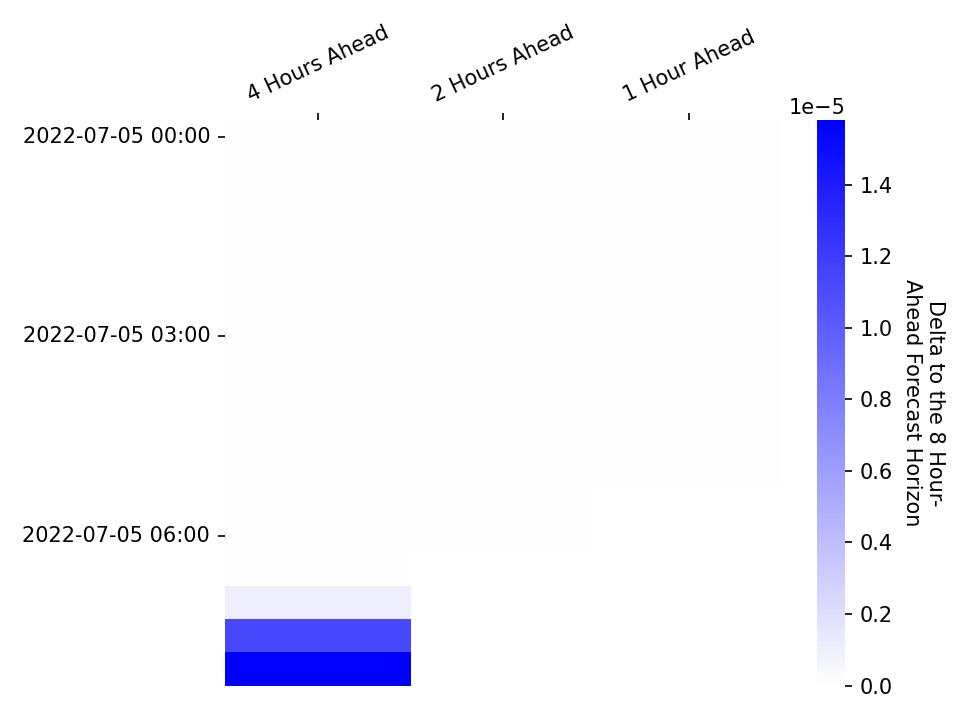 4 Hours Ahead
2 Hours Ahead
1 Hour Ahead
1e−5
2022-07-05 00:00
2022-07-05 03:00
2022-07-05 06:00
1.4
1.2
1.0
0.8
0.6
0.4
0.2
0.0
Delta to the 8 Hour-
Ahead Forecast Horizon